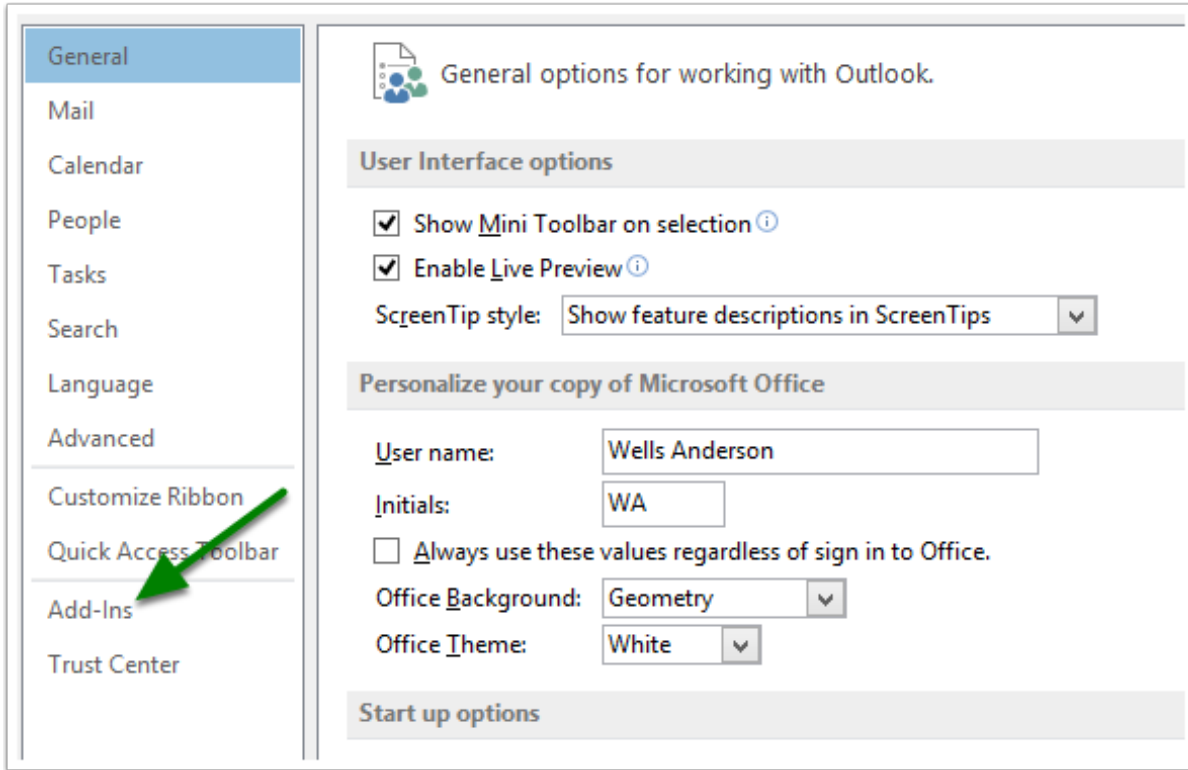 General
Mail
Calendar
People
Tasks
Search
Language
Advanced
Customize Ribbon
Quick Access Toolbar
Add-Ins
Trust Center
General options for working with Outlook.
User Interface options
Show Mini Toolbar on selection
Enable Live Preview
ScreenTip style: Show feature descriptions in ScreenTips
Personalize your copy of Microsoft Office
User name: Wells Anderson
Initials: WA
Always use these values regardless of sign in to Office.
Office Background: Geometry
Office Theme: White
Start up options